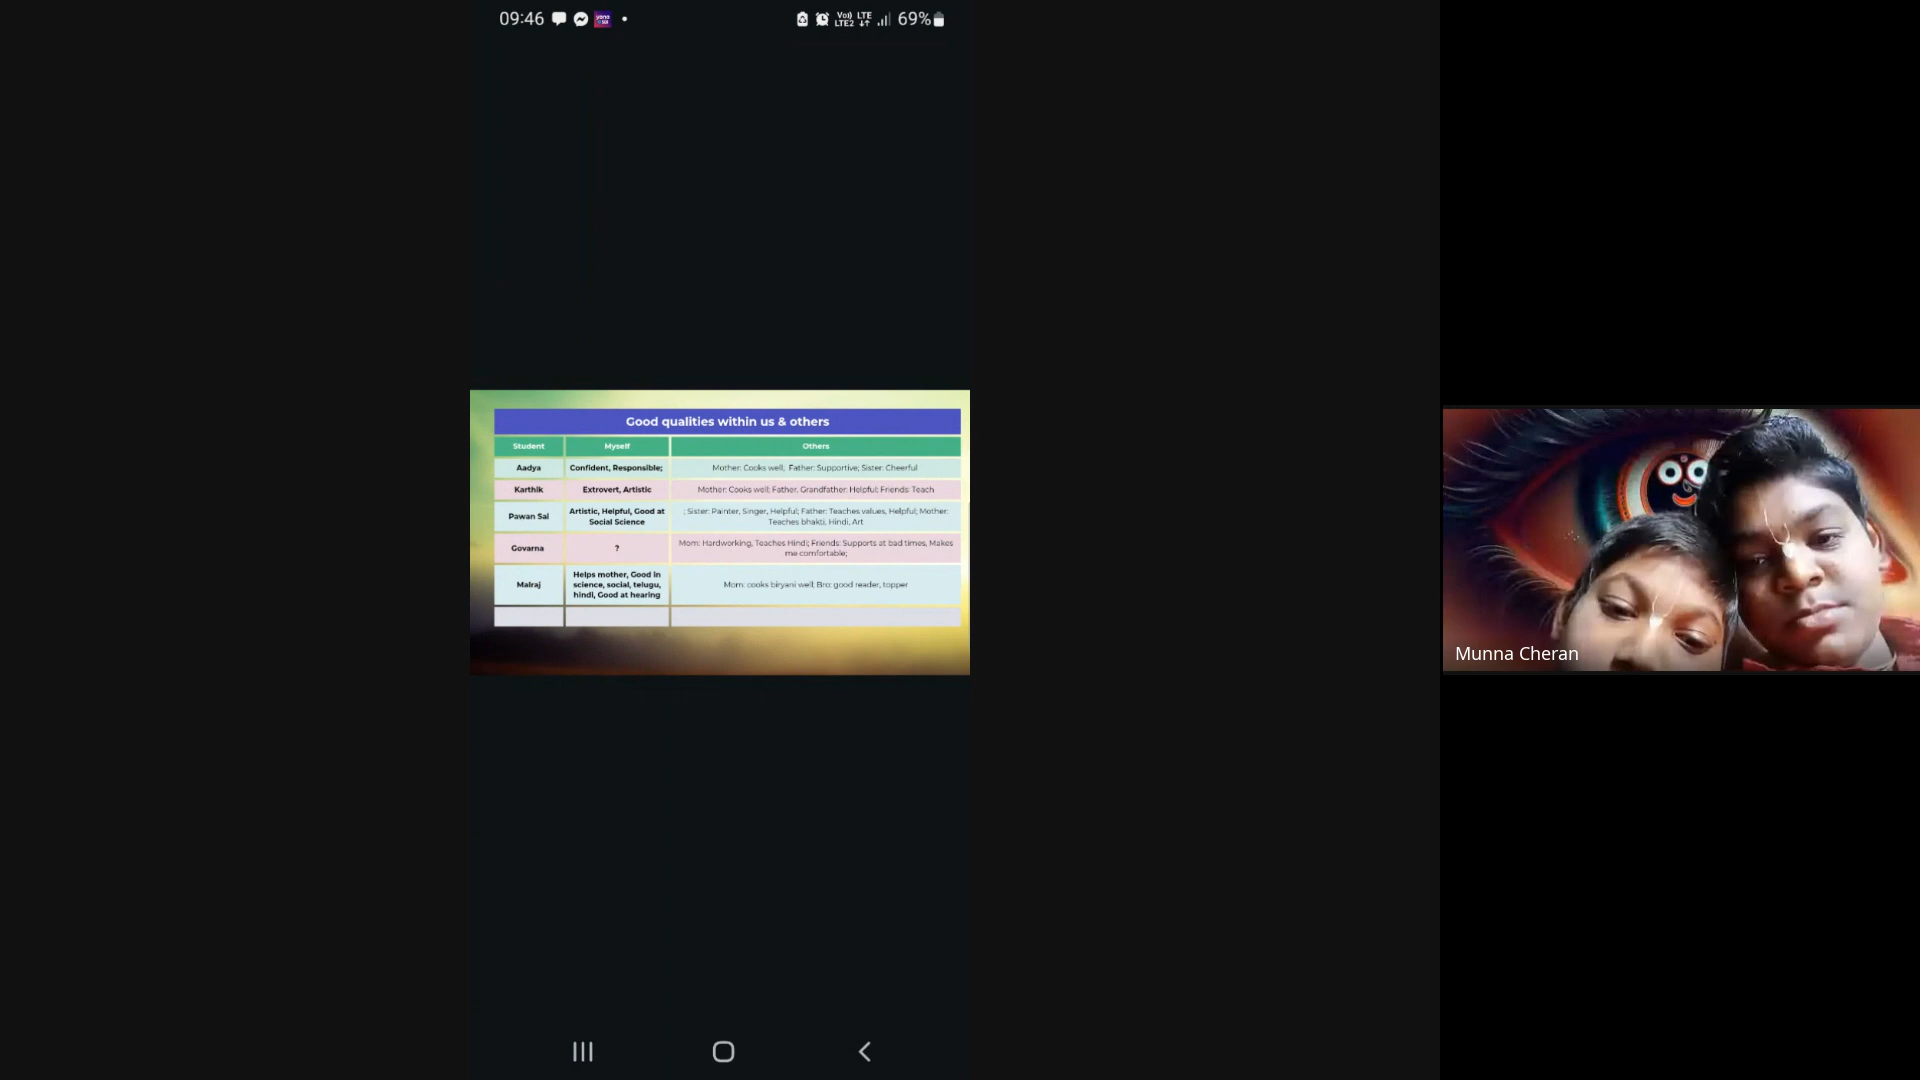 09:46
Vo) LTE
LTE2
69%
Good qualities within us & others
Student Myself Others
Aadya Confident, Responsible; Mother: Cooks well; Father: Supportive; Sister: Cheerful
Karthik Extrovert, Artistic Mother: Cooks well; Father, Grandfather: Helpful; Friends: Teach
Pawan Sai Artistic, Helpful, Good at Social Science ; Sister: Painter, Singer, Helpful; Father: Teaches values, Helpful; Mother: Teaches bhakti, Hindi, Art
Govarna ? Mom: Hardworking, Teaches Hindi; Friends: Supports at bad times, Makes me comfortable;
Malraj Helps mother, Good in science, social, telugu, hindi, Good at hearing Mom: cooks biryani well; Bro: good reader, topper
Munna Cheran